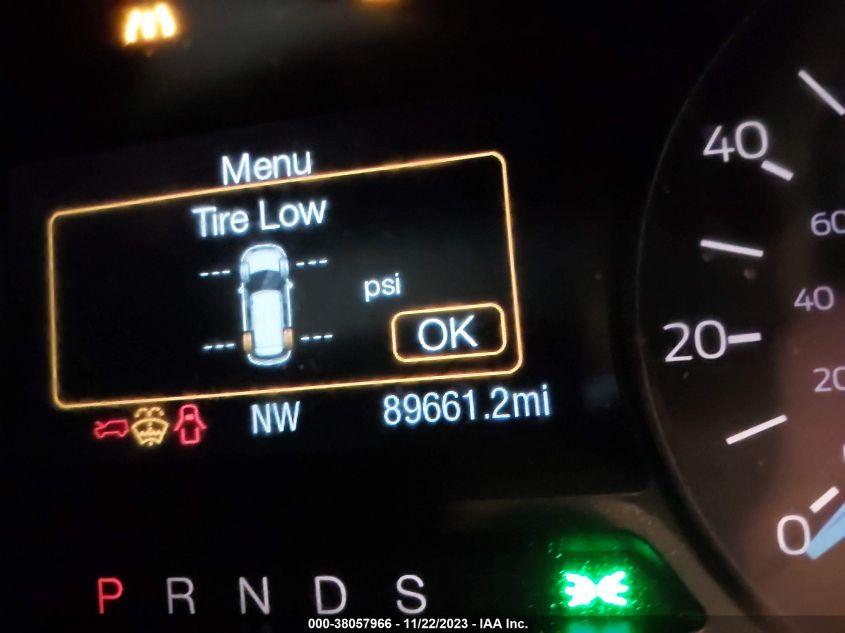 Menu
Tire Low
--- ---
psi
--- ---
OK
NW 89661.2mi
P R N D S
40
20
0
60
40
20
000-38057966 - 11/22/2023 - IAA Inc.